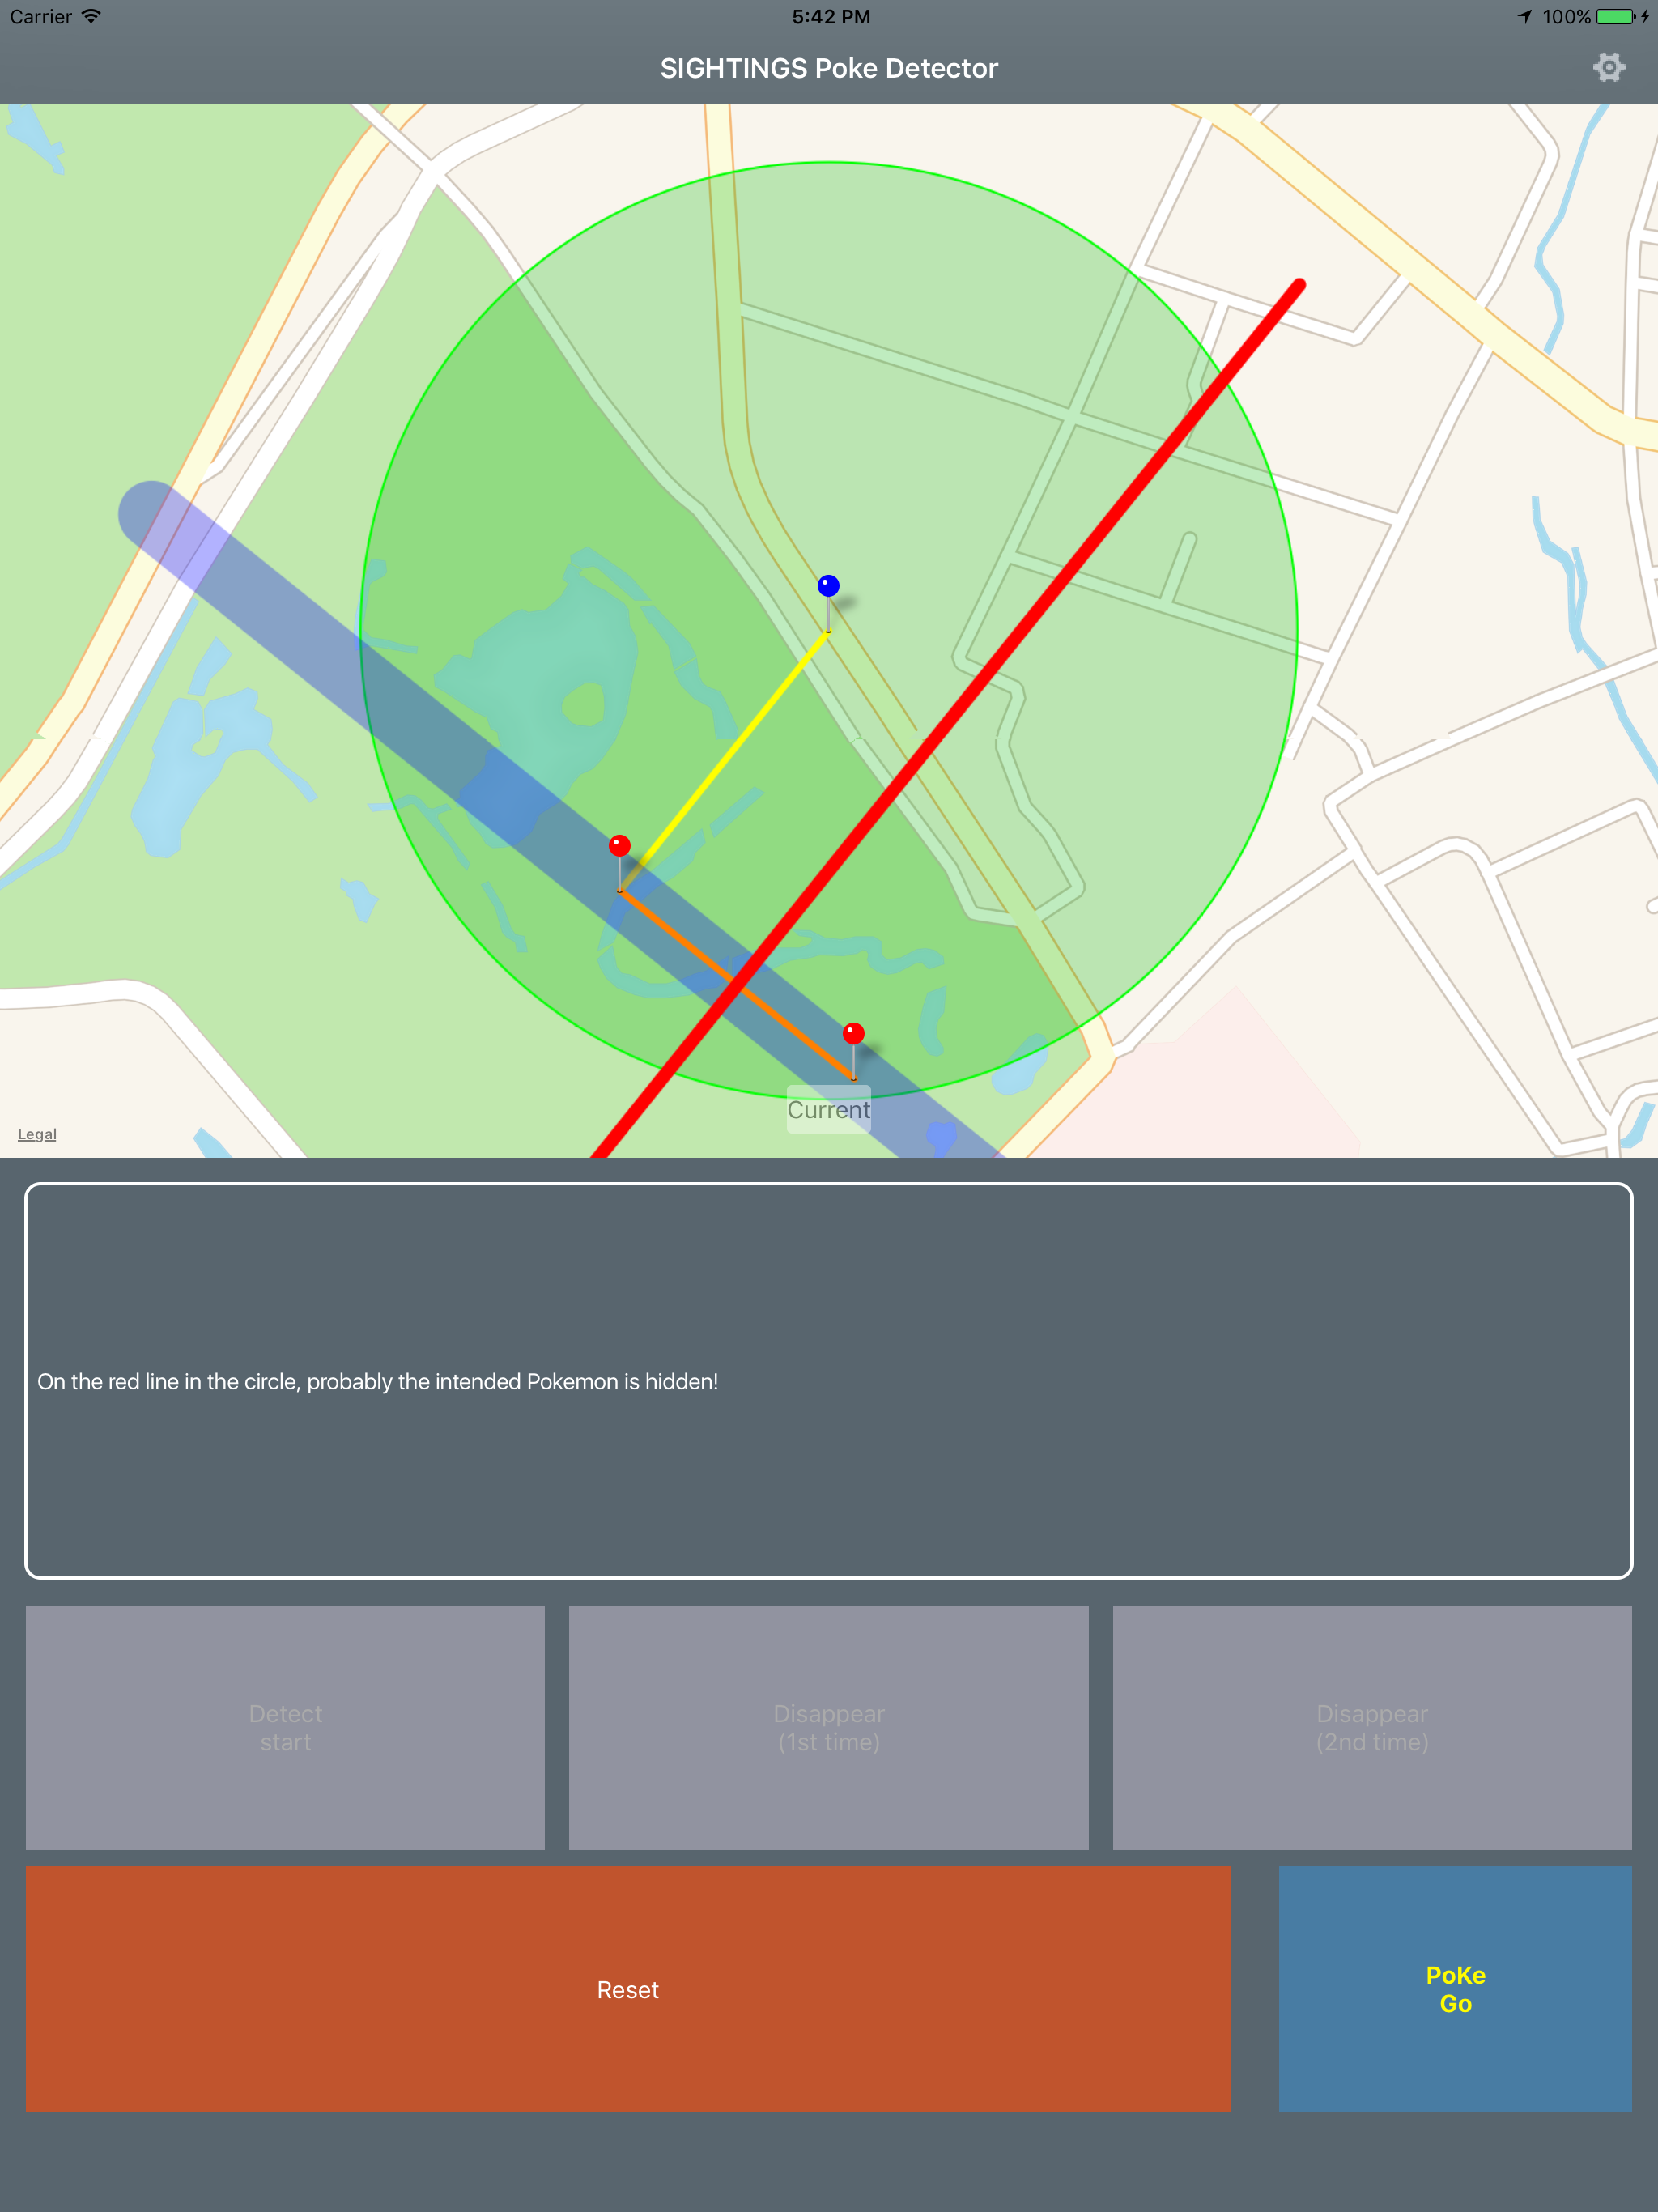 Carrier 5:42 PM 100%
SIGHTINGS Poke Detector
Current
Legal
On the red line in the circle, probably the intended Pokemon is hidden!
Detect
start
Disappear
(1st time)
Disappear
(2nd time)
Reset
PoKe
Go